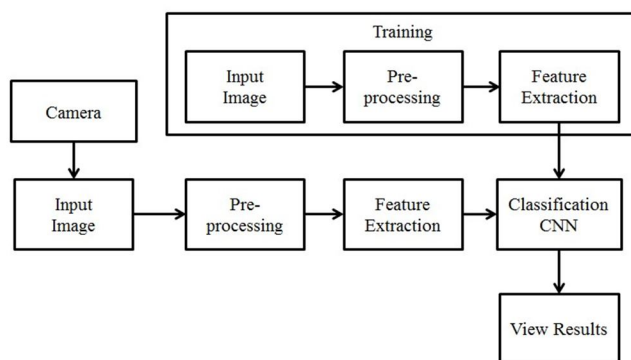 Training
Input
Image
Pre-
processing
Feature
Extraction
Camera
Input
Image
Pre-
processing
Feature
Extraction
Classification
CNN
View Results